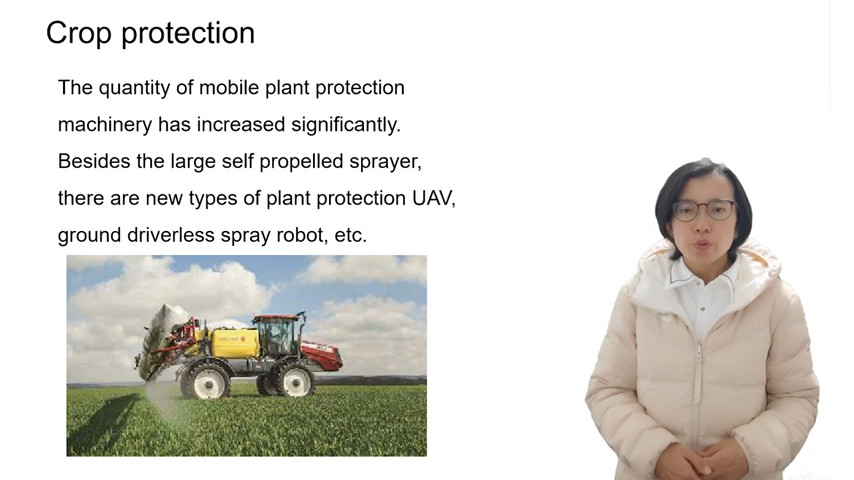 Crop protection
The quantity of mobile plant protection
machinery has increased significantly.
Besides the large self propelled sprayer,
there are new types of plant protection UAV,
ground driverless spray robot, etc.